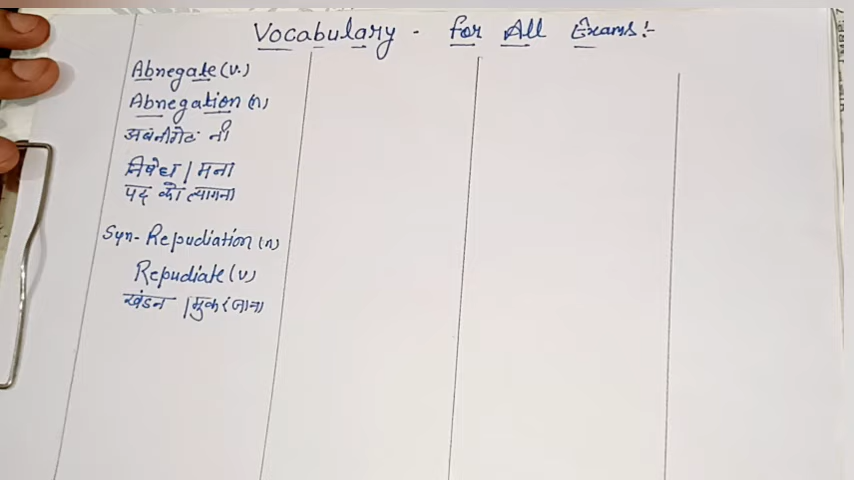 Vocabulary - for All Exams:-
Abnegate (v.)
Abnegation (n)
अबनीगेट नी
निषेध | मना
पद को त्यागना
Syn- Repudiation (n)
Repudiate (v)
खंडन | मुकर जाना